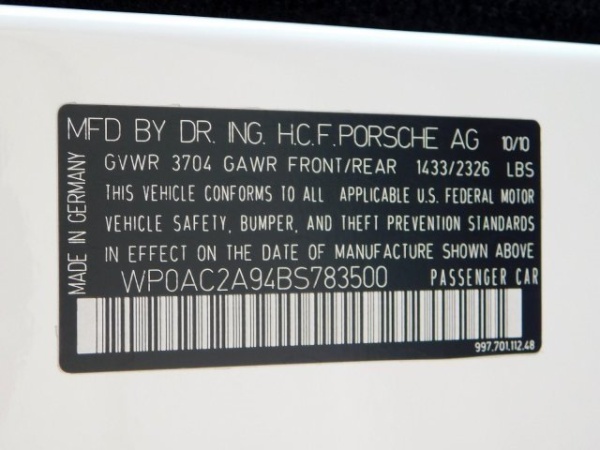 MFD BY DR. ING. H.C.F. PORSCHE AG 10/10
GVWR 3704 GAWR FRONT/REAR 1433/2326 LBS
THIS VEHICLE CONFORMS TO ALL APPLICABLE U.S. FEDERAL MOTOR
VEHICLE SAFETY, BUMPER, AND THEFT PREVENTION STANDARDS
IN EFFECT ON THE DATE OF MANUFACTURE SHOWN ABOVE
WP0AC2A94BS783500 PASSENGER CAR
997.701.112.48
MADE IN GERMANY